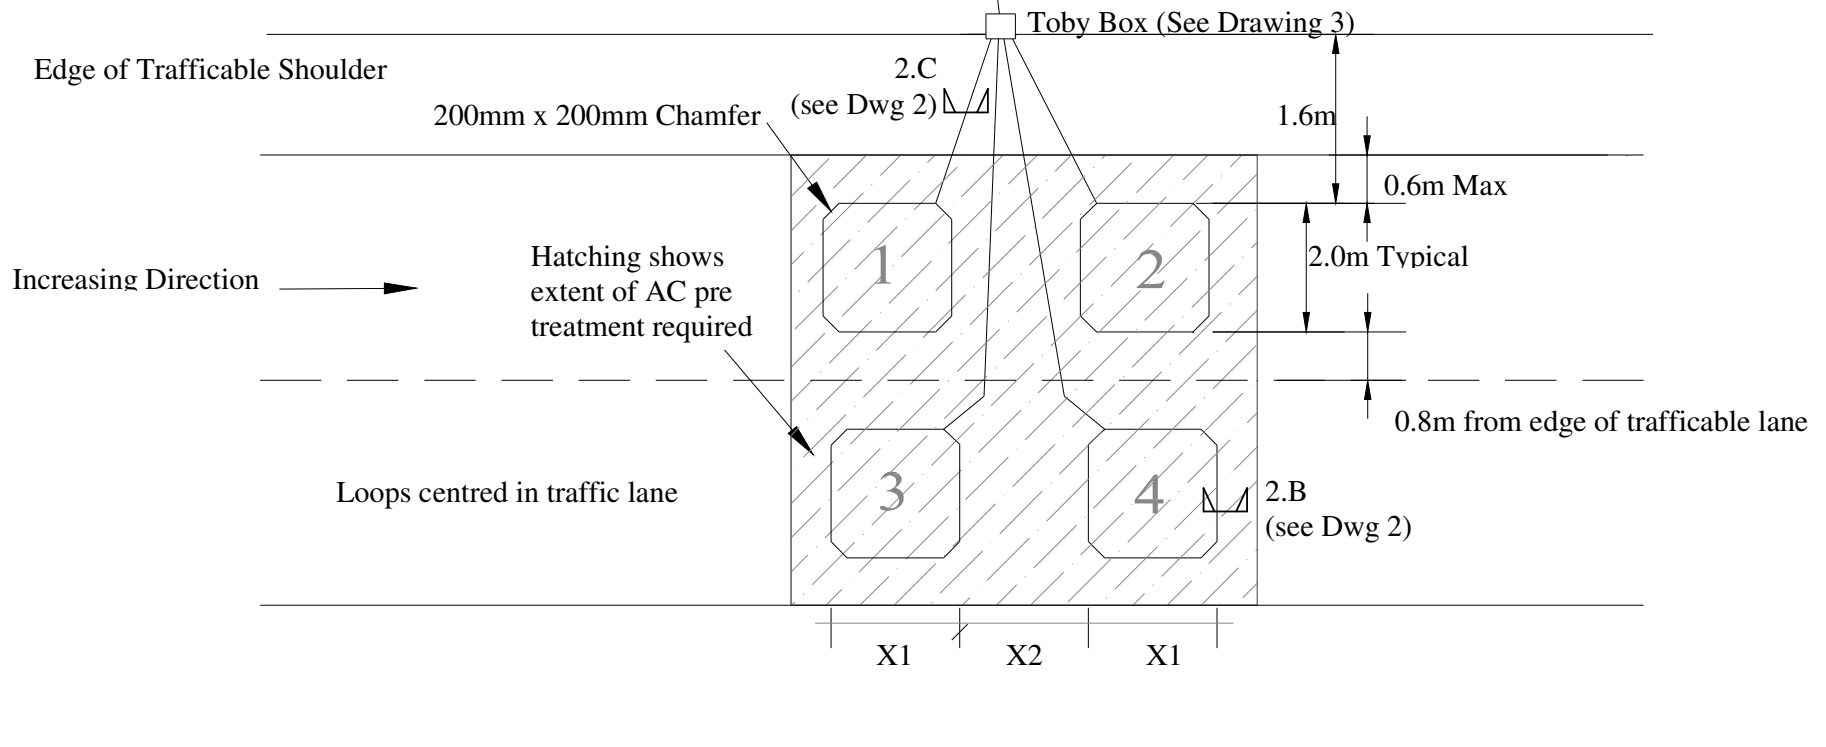 Toby Box (See Drawing 3)
Edge of Trafficable Shoulder
2.C
(see Dwg 2)
200mm x 200mm Chamfer
1.6m
0.6m Max
1
2
Hatching shows
extent of AC pre
treatment required
2.0m Typical
Increasing Direction
0.8m from edge of trafficable lane
Loops centred in traffic lane
3
4
2.B
(see Dwg 2)
X1
X2
X1